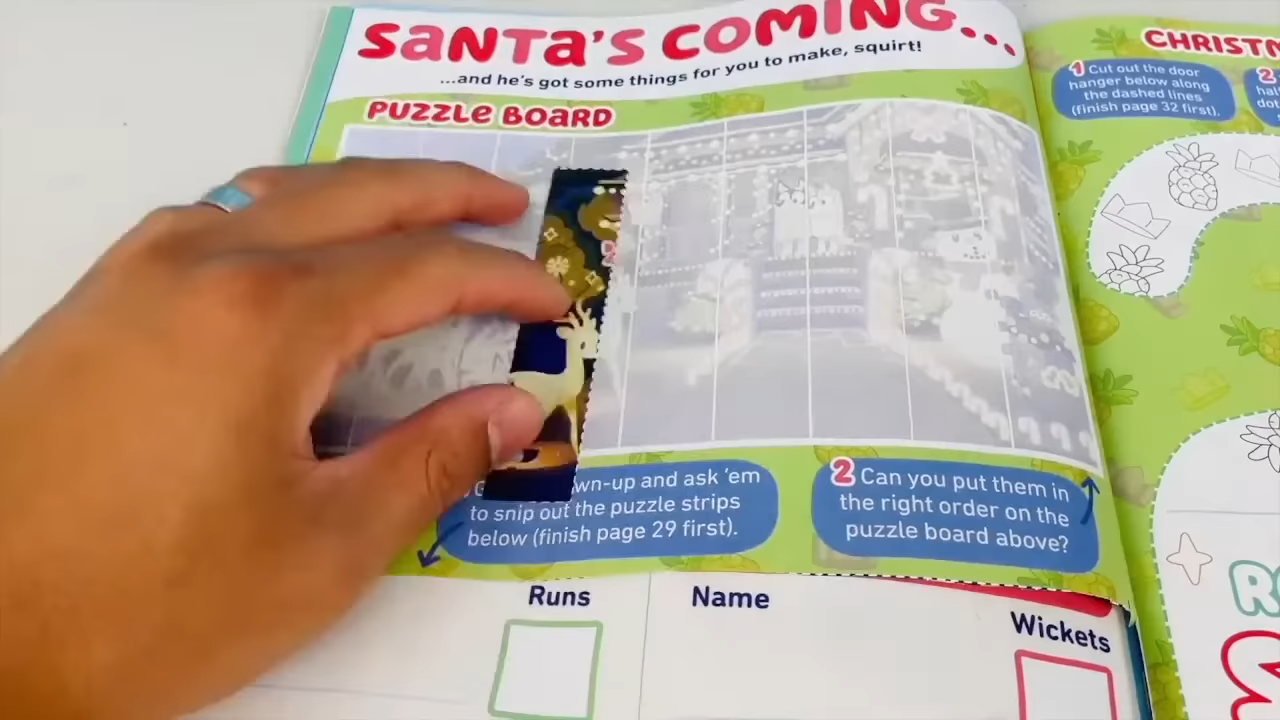 SANTA'S COMING...
...and he's got some things for you to make, squirt!
PUZZLE BOARD
wn-up and ask 'em
to snip out the puzzle strips
below (finish page 29 first).
2 Can you put them in
the right order on the
puzzle board above?
Runs
Name
Wickets
CHRISTM
1 Cut out the door
hanger below along
the dashed lines
(finish page 32 first).
2